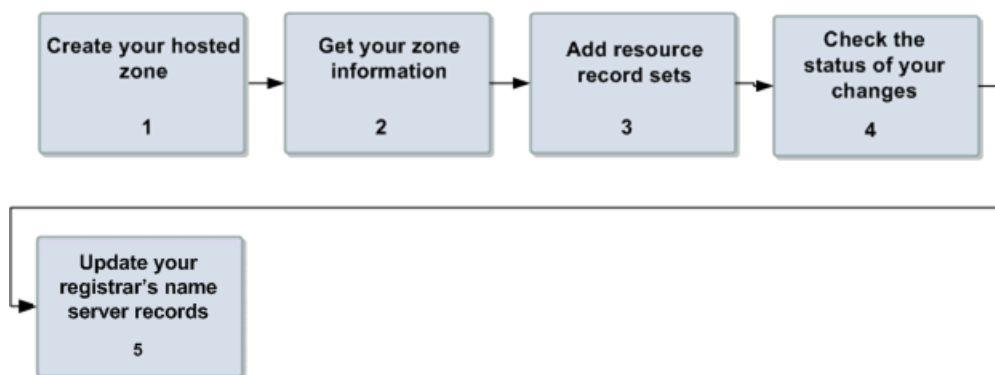 Create your hosted
zone
1
Get your zone
information
2
Add resource
record sets
3
Check the
status of your
changes
4
Update your
registrar's name
server records
5